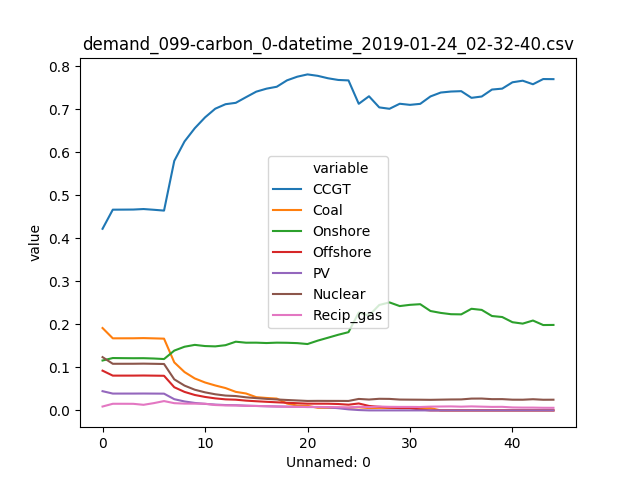 demand_099-carbon_0-datetime_2019-01-24_02-32-40.csv
0.8
0.7
0.6
0.5
0.4
0.3
0.2
0.1
0.0
value
variable
CCGT
Coal
Onshore
Offshore
PV
Nuclear
Recip_gas
0 10 20 30 40
Unnamed: 0